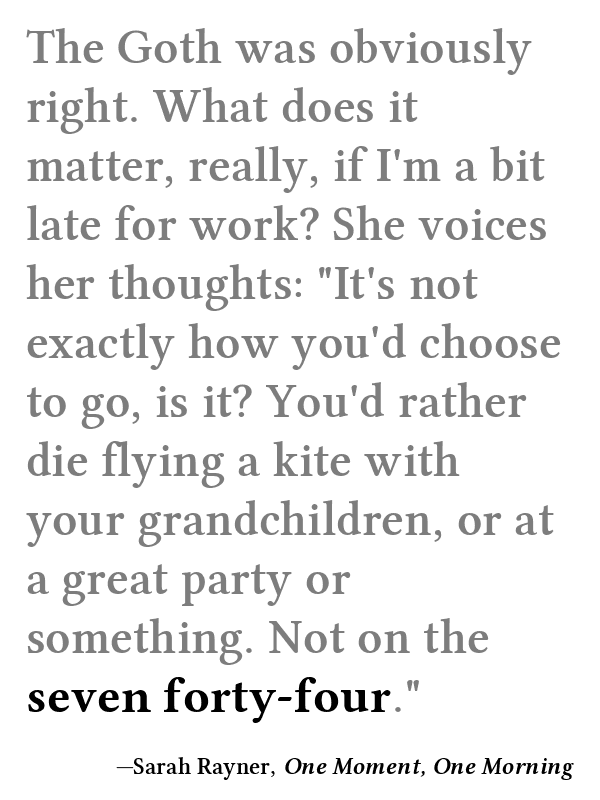 The Goth was obviously
right. What does it
matter, really, if I'm a bit
late for work? She voices
her thoughts: "It's not
exactly how you'd choose
to go, is it? You'd rather
die flying a kite with
your grandchildren, or at
a great party or
something. Not on the
seven forty-four."
—Sarah Rayner, One Moment, One Morning